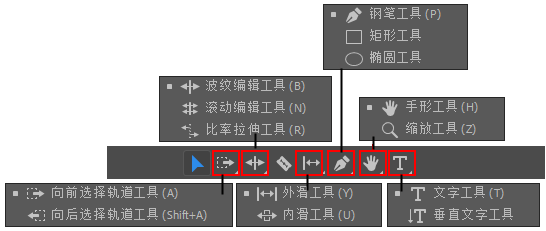 钢笔工具 (P)
矩形工具
椭圆工具
波纹编辑工具 (B)
滚动编辑工具 (N)
比率拉伸工具 (R)
手形工具 (H)
缩放工具 (Z)
向前选择轨道工具 (A)
向后选择轨道工具 (Shift+A)
外滑工具 (Y)
内滑工具 (U)
文字工具 (T)
垂直文字工具